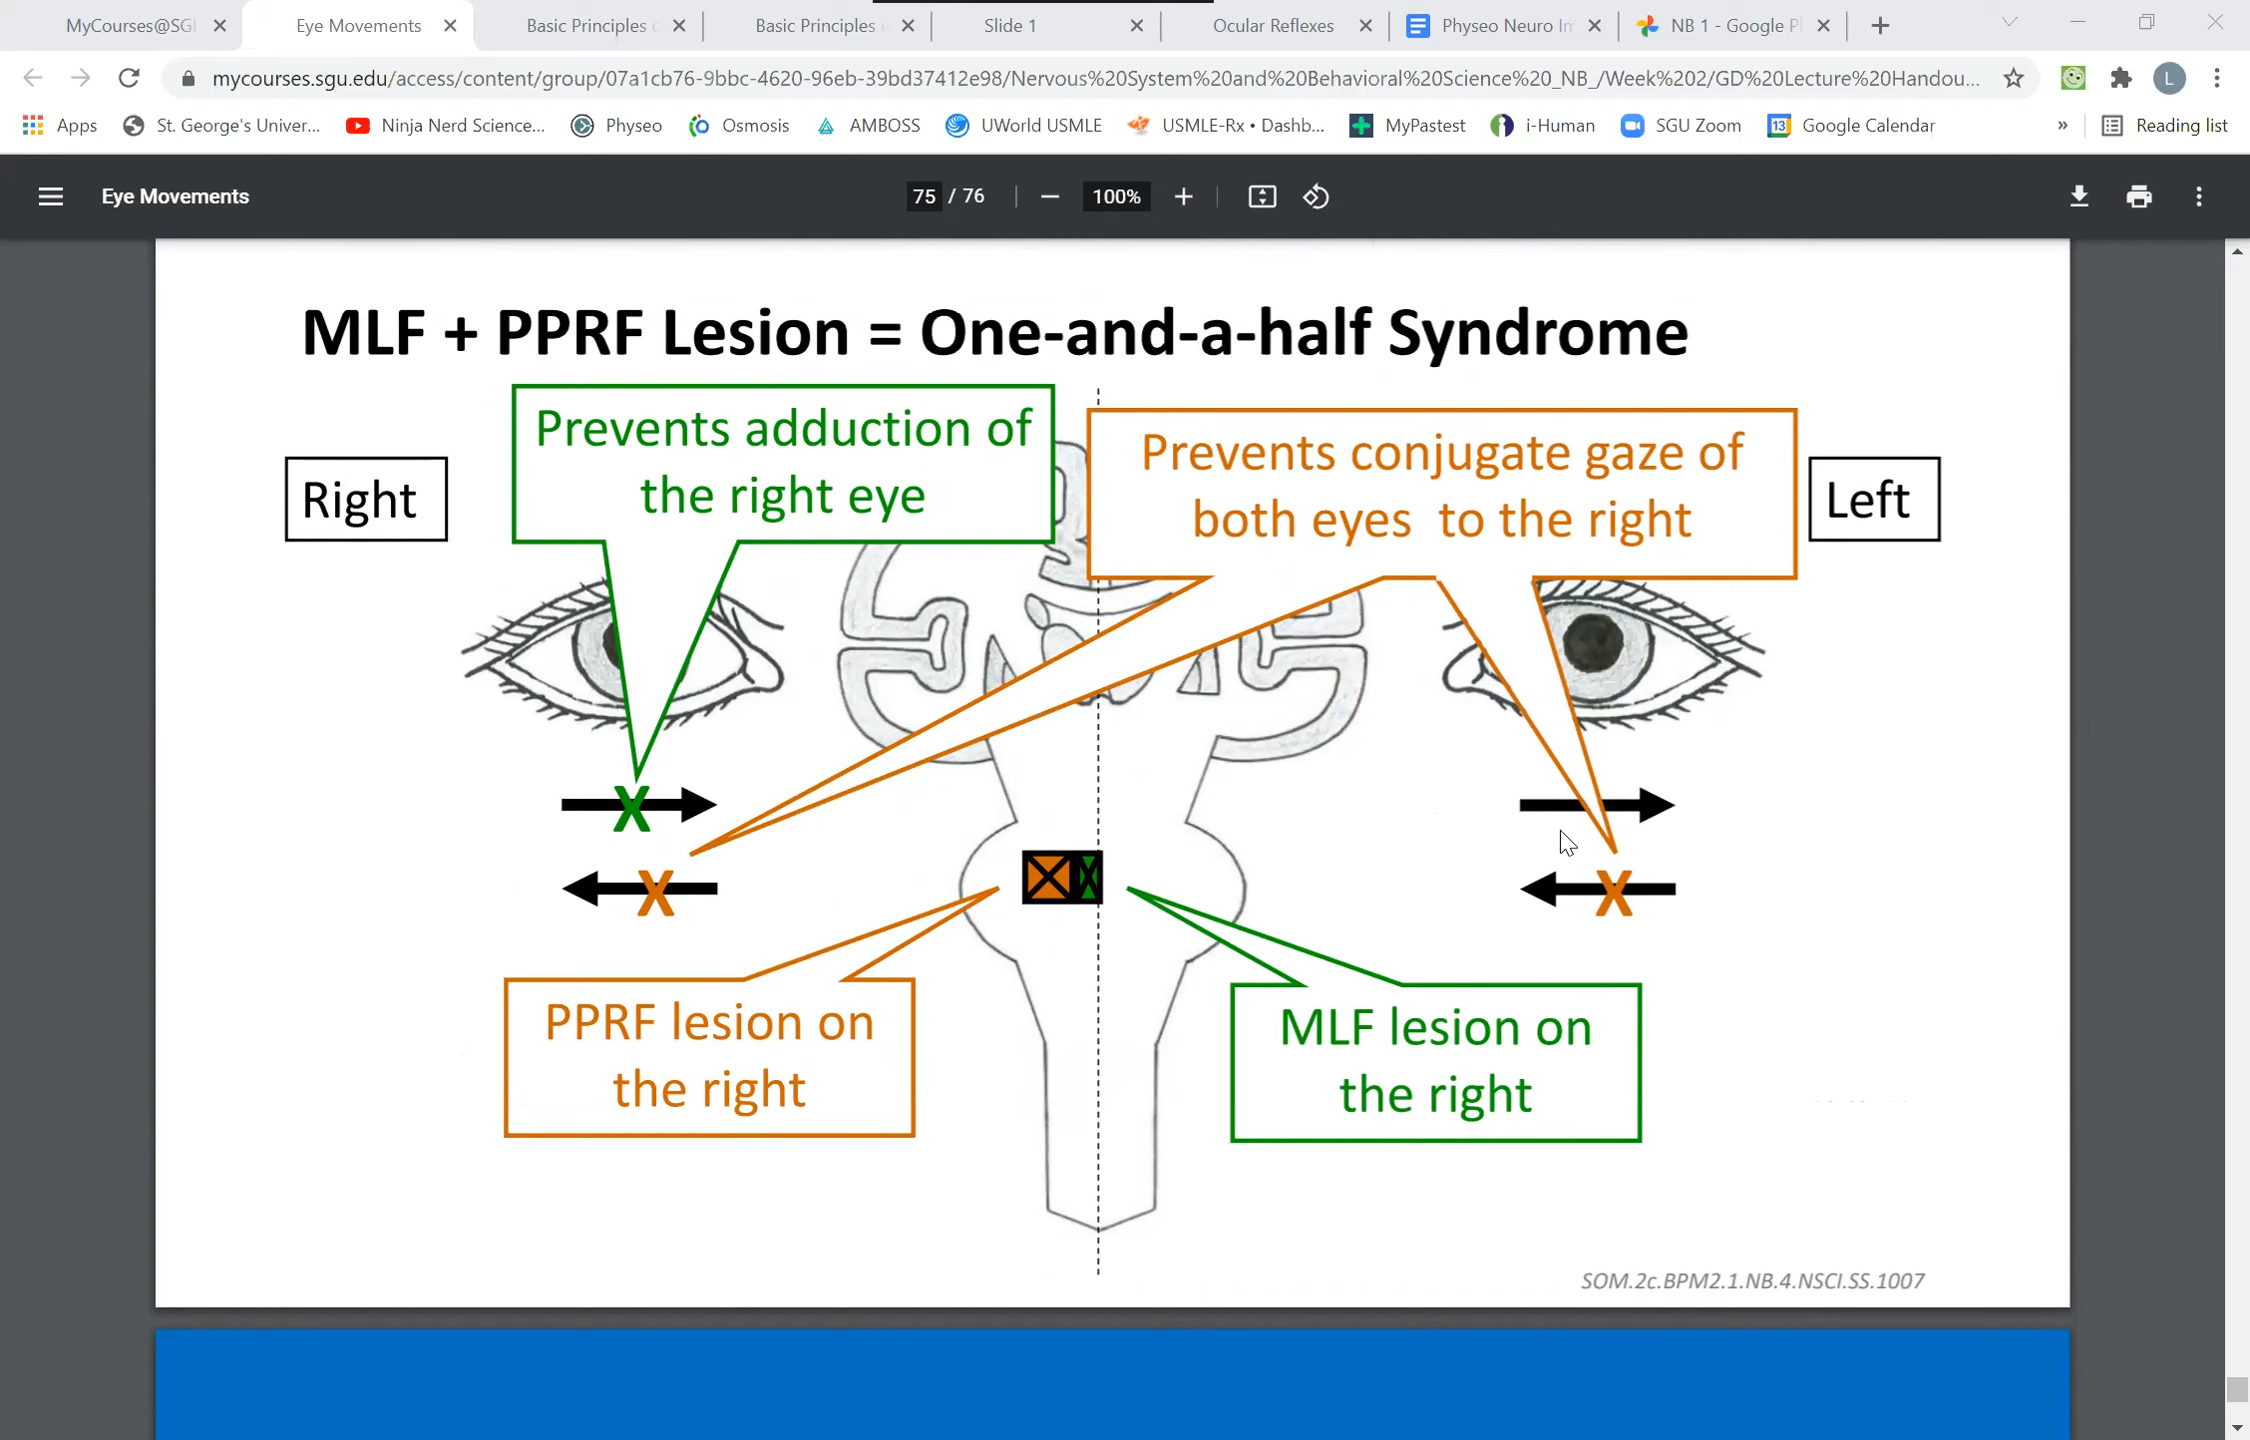 MyCourses@SG
Eye Movements
Basic Principles
Basic Principles
Slide 1
Ocular Reflexes
Physeo Neuro Im
NB 1 - Google P
mycourses.sgu.edu/access/content/group/07a1cb76-9bbc-4620-96eb-39bd37412e98/Nervous%20System%20and%20Behavioral%20Science%20_NB_/Week%202/GD%20Lecture%20Handou...
L
Apps
St. George's Univer...
Ninja Nerd Science...
Physeo
Osmosis
AMBOSS
UWorld USMLE
USMLE-Rx • Dashb...
MyPastest
i-Human
SGU Zoom
13
Google Calendar
»
Reading list
Eye Movements
75 / 76
100%
MLF + PPRF Lesion = One-and-a-half Syndrome
Prevents adduction of
the right eye
Prevents conjugate gaze of
both eyes to the right
Right
Left
X
X
X
PPRF lesion on
the right
MLF lesion on
the right
SOM.2c.BPM2.1.NB.4.NSCI.SS.1007